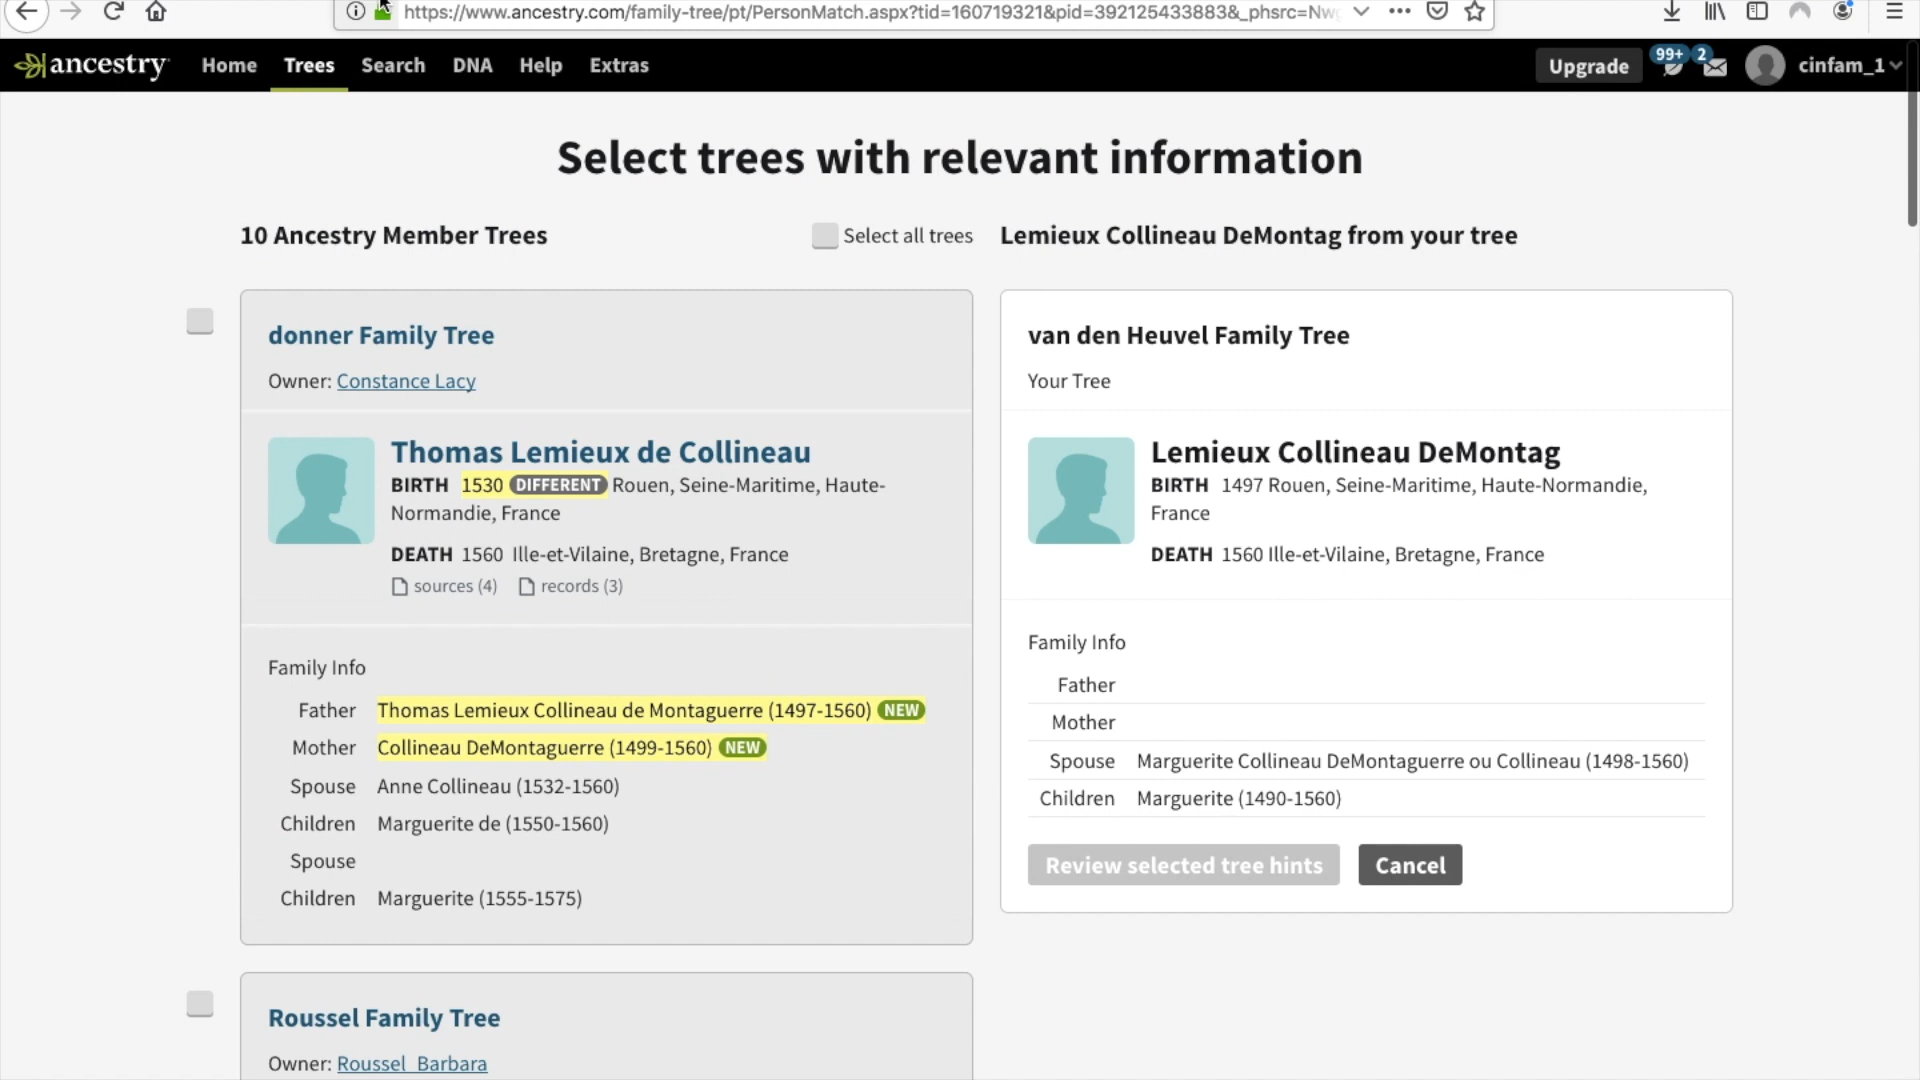 https://www.ancestry.com/family-tree/pt/PersonMatch.aspx?tid=160719321&pid=392125433883&_phsrc=Nw
ancestry Home Trees Search DNA Help Extras Upgrade 99+ 2 cinfam_1
Select trees with relevant information
10 Ancestry Member Trees Select all trees Lemieux Collineau DeMontag from your tree
donner Family Tree
Owner: Constance Lacy
Thomas Lemieux de Collineau
BIRTH 1530 DIFFERENT Rouen, Seine-Maritime, Haute-
Normandie, France
DEATH 1560 Ille-et-Vilaine, Bretagne, France
sources (4) records (3)
Family Info
Father Thomas Lemieux Collineau de Montaguerre (1497-1560) NEW
Mother Collineau DeMontaguerre (1499-1560) NEW
Spouse Anne Collineau (1532-1560)
Children Marguerite de (1550-1560)
Spouse
Children Marguerite (1555-1575)
van den Heuvel Family Tree
Your Tree
Lemieux Collineau DeMontag
BIRTH 1497 Rouen, Seine-Maritime, Haute-Normandie,
France
DEATH 1560 Ille-et-Vilaine, Bretagne, France
Family Info
Father
Mother
Spouse Marguerite Collineau DeMontaguerre ou Collineau (1498-1560)
Children Marguerite (1490-1560)
Review selected tree hints Cancel
Roussel Family Tree
Owner: Roussel_Barbara